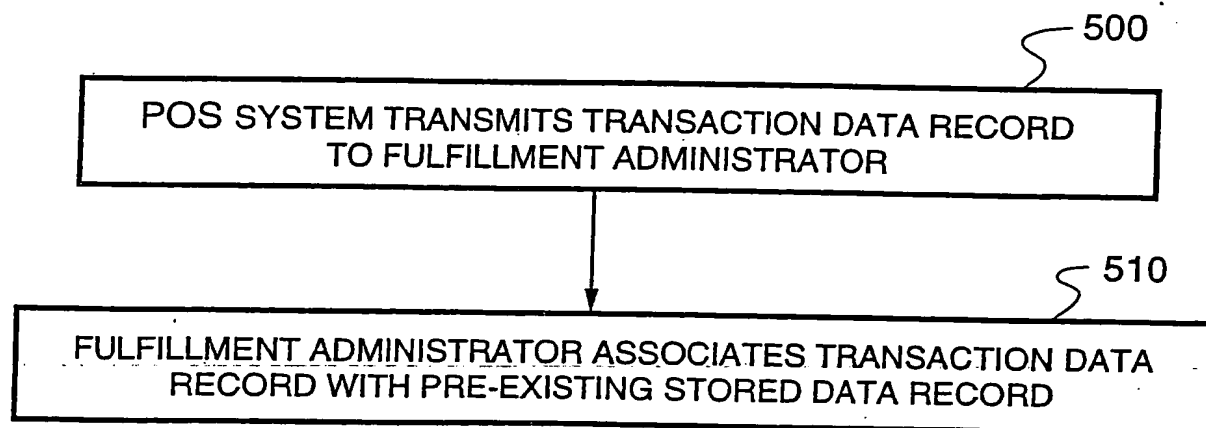 500
POS SYSTEM TRANSMITS TRANSACTION DATA RECORD
TO FULFILLMENT ADMINISTRATOR
510
FULFILLMENT ADMINISTRATOR ASSOCIATES TRANSACTION DATA
RECORD WITH PRE-EXISTING STORED DATA RECORD